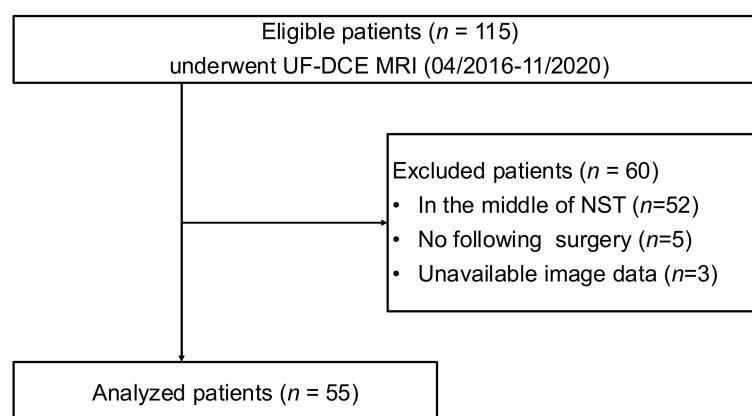 Eligible patients (n = 115)
underwent UF-DCE MRI (04/2016-11/2020)
Excluded patients (n = 60)
• In the middle of NST (n=52)
• No following surgery (n=5)
• Unavailable image data (n=3)
Analyzed patients (n = 55)